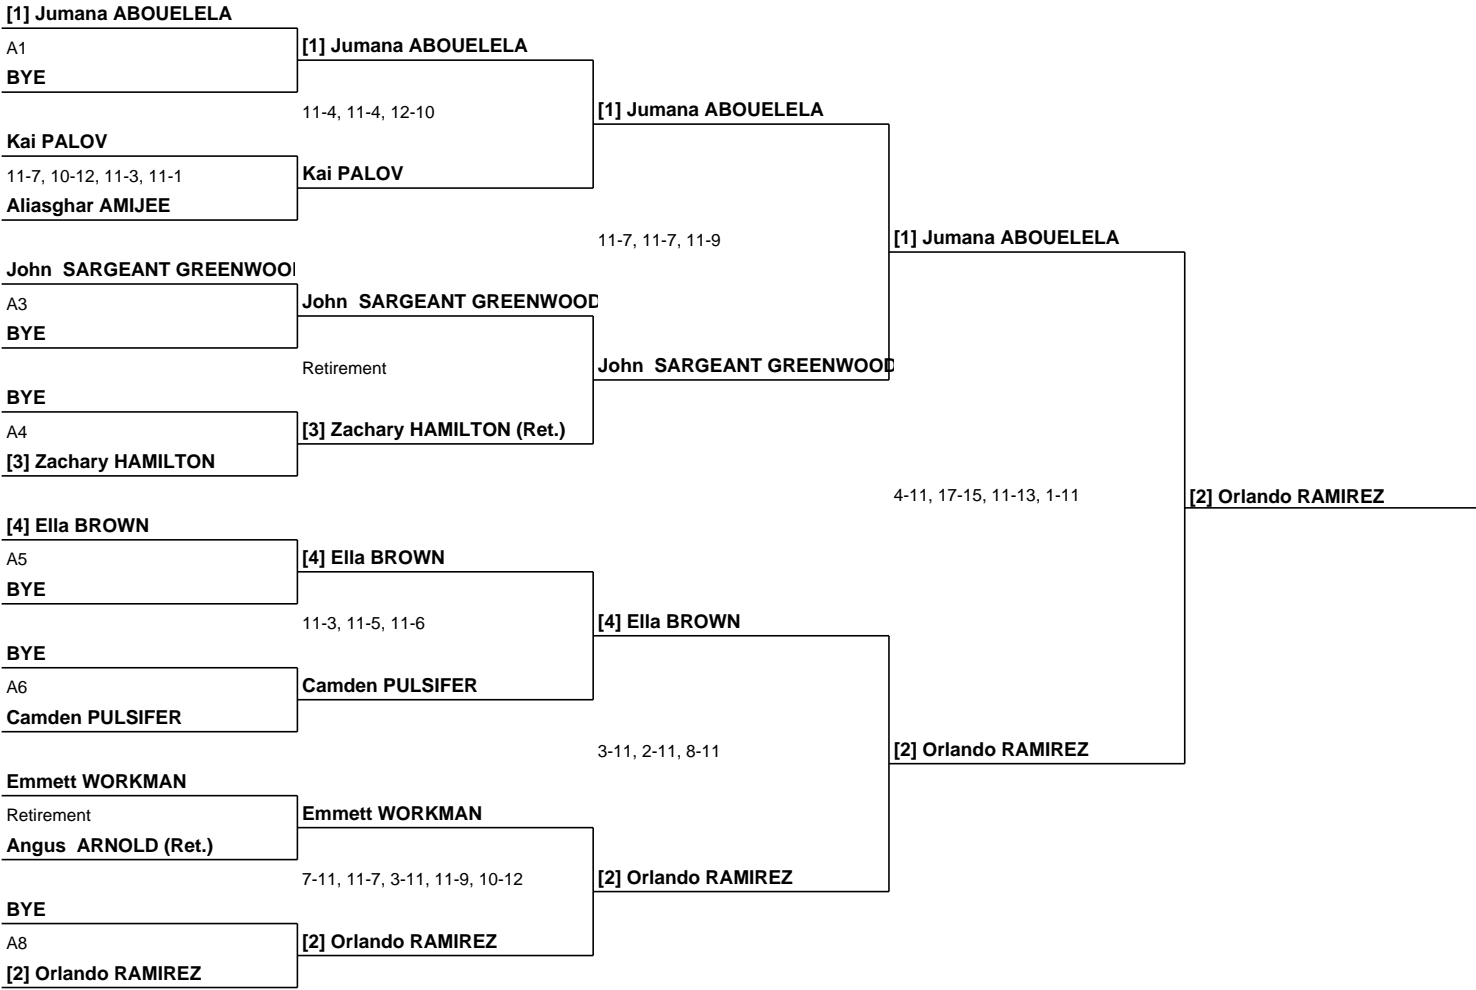 [1] Jumana ABOUELELA
A1
BYE
Kai PALOV
11-7, 10-12, 11-3, 11-1
Aliasghar AMIJEE
John SARGEANT GREENWOO
A3
BYE
BYE
A4
[3] Zachary HAMILTON
[4] Ella BROWN
A5
BYE
BYE
A6
Camden PULSIFER
Emmett WORKMAN
Retirement
Angus ARNOLD (Ret.)
BYE
A8
[2] Orlando RAMIREZ
[1] Jumana ABOUELELA
11-4, 11-4, 12-10
Kai PALOV
John SARGEANT GREENWOOD
Retirement
[3] Zachary HAMILTON (Ret.)
[4] Ella BROWN
11-3, 11-5, 11-6
Camden PULSIFER
Emmett WORKMAN
7-11, 11-7, 3-11, 11-9, 10-12
[2] Orlando RAMIREZ
[1] Jumana ABOUELELA
11-7, 11-7, 11-9
John SARGEANT GREENWOOD
[4] Ella BROWN
3-11, 2-11, 8-11
[2] Orlando RAMIREZ
[1] Jumana ABOUELELA
4-11, 17-15, 11-13, 1-11
[2] Orlando RAMIREZ
[2] Orlando RAMIREZ